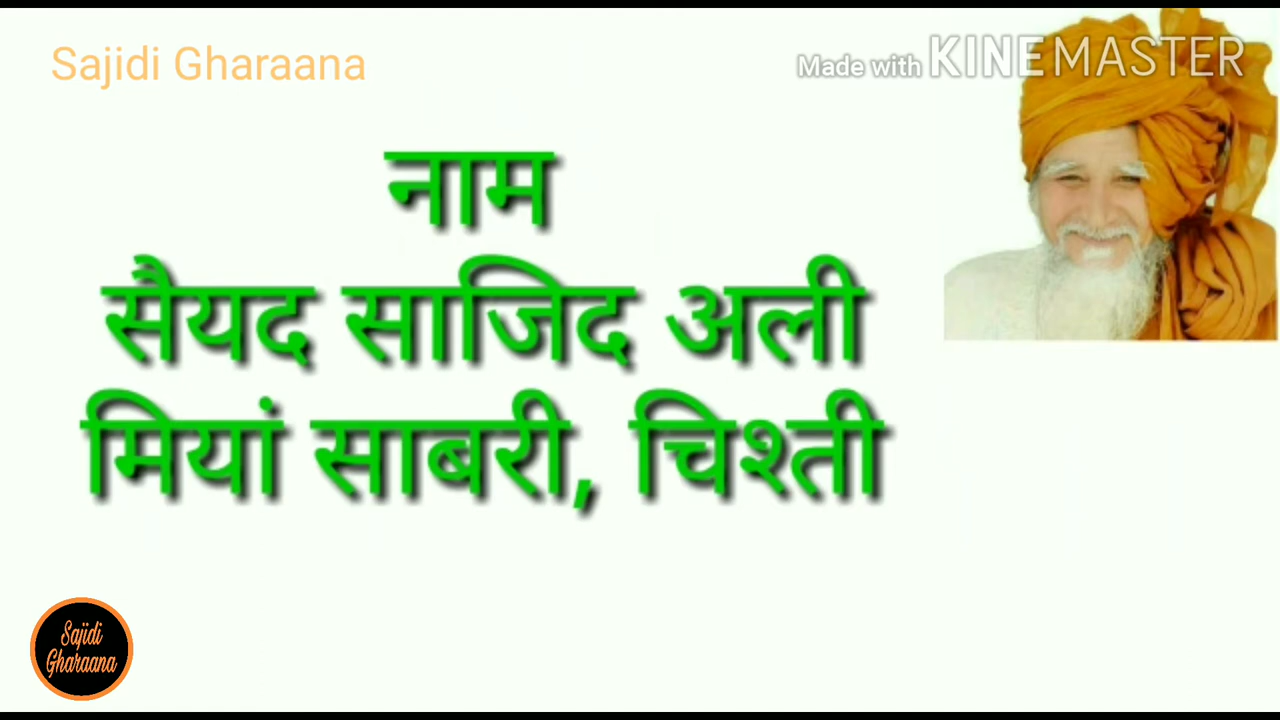 Sajidi Gharaana
Made with KINEMASTER
नाम
सैयद साजिद अली
मियां साबरी, चिश्ती
Sajidi
Gharaana